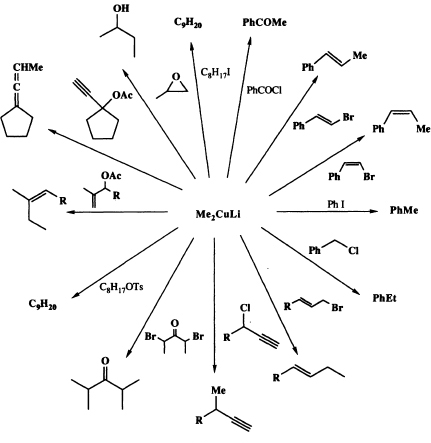 OH
C9H20
PhCOMe
CHMe
C
C8H17I
PhCOCl
Ph Me
O
OAc
Ph Br
Ph
Me
Ph Br
OAc
R
R
Me2CuLi
Ph I
PhMe
Ph
Cl
C8H17OTs
C9H20
Br O Br
Cl
R
R Br
PhEt
O
Me
R
R